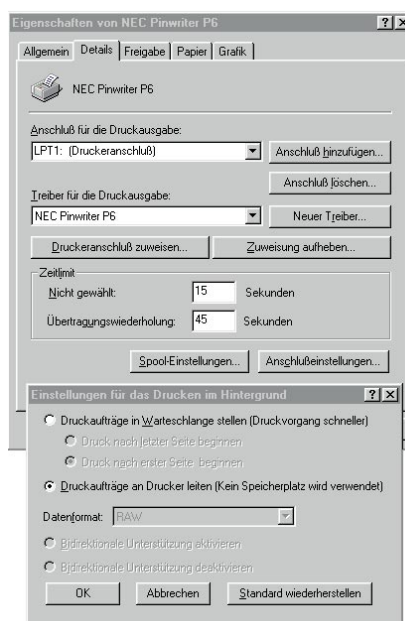 Eigenschaften von NEC Pinwriter P6
Allgemein Details Freigabe Papier Grafik
NEC Pinwriter P6
Anschluß für die Druckausgabe:
LPT1: (Druckeranschluß)
Anschluß hinzufügen...
Anschluß löschen...
Treiber für die Druckausgabe:
NEC Pinwriter P6
Neuer Treiber...
Druckeranschluß zuweisen... Zuweisung aufheben...
Zeitlimit
Nicht gewählt: 15 Sekunden
Übertragungswiederholung: 45 Sekunden
Spool-Einstellungen... Anschlußeinstellungen...
Einstellungen für das Drucken im Hintergrund
Druckaufträge in Warteschlange stellen (Druckvorgang schneller)
Druck nach letzter Seite beginnen
Druck nach erster Seite beginnen
Druckaufträge an Drucker leiten (Kein Speicherplatz wird verwendet)
Datenformat: RAW
Bidirektionale Unterstützung aktivieren
Bidirektionale Unterstützung deaktivieren
OK Abbrechen Standard wiederherstellen